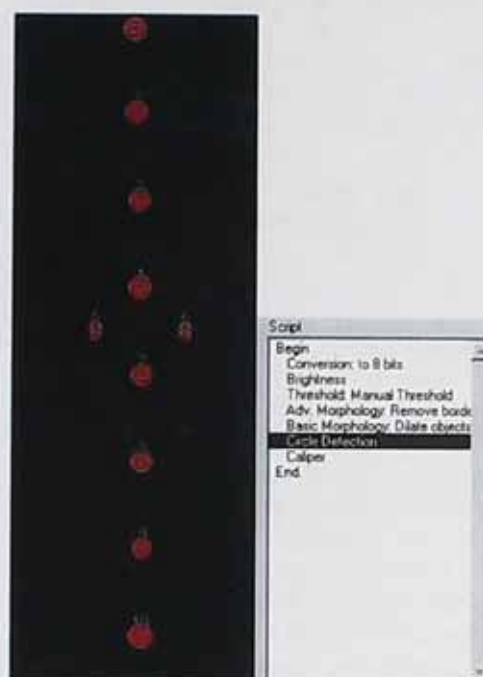 Script
Begin
Conversion: to 8 bits
Brightness
Threshold: Manual Threshold
Adv. Morphology: Remove borde
Basic Morphology: Dilate objects
Circle Detection
Caliper
End.